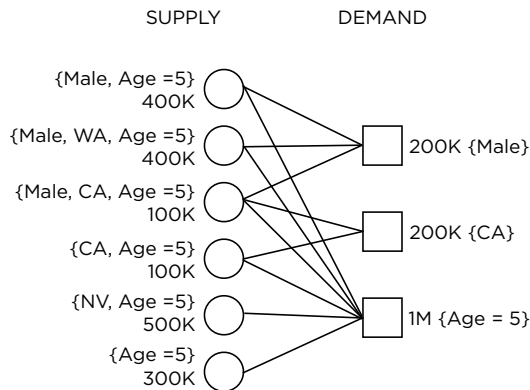 SUPPLY
DEMAND
{Male, Age =5}
400K
{Male, WA, Age =5}
400K
200K {Male}
{Male, CA, Age =5}
100K
200K {CA}
{CA, Age =5}
100K
{NV, Age =5}
500K
1M {Age = 5}
{Age =5}
300K